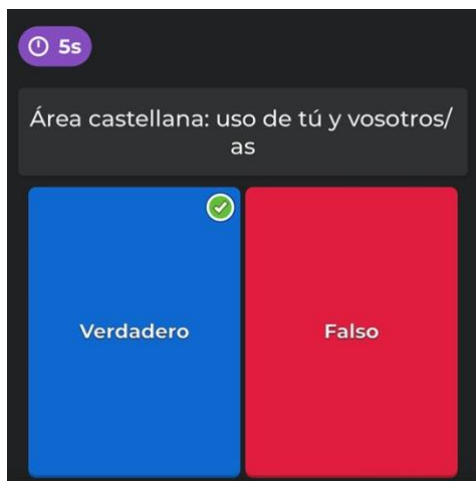 5s
Área castellana: uso de tú y vosotros/
as
Verdadero
Falso